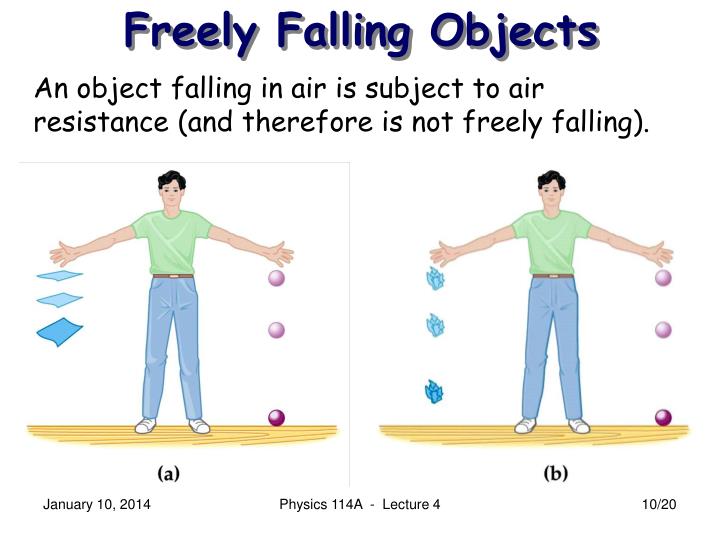 Freely Falling Objects
An object falling in air is subject to air
resistance (and therefore is not freely falling).
(a)
(b)
January 10, 2014
Physics 114A - Lecture 4
10/20